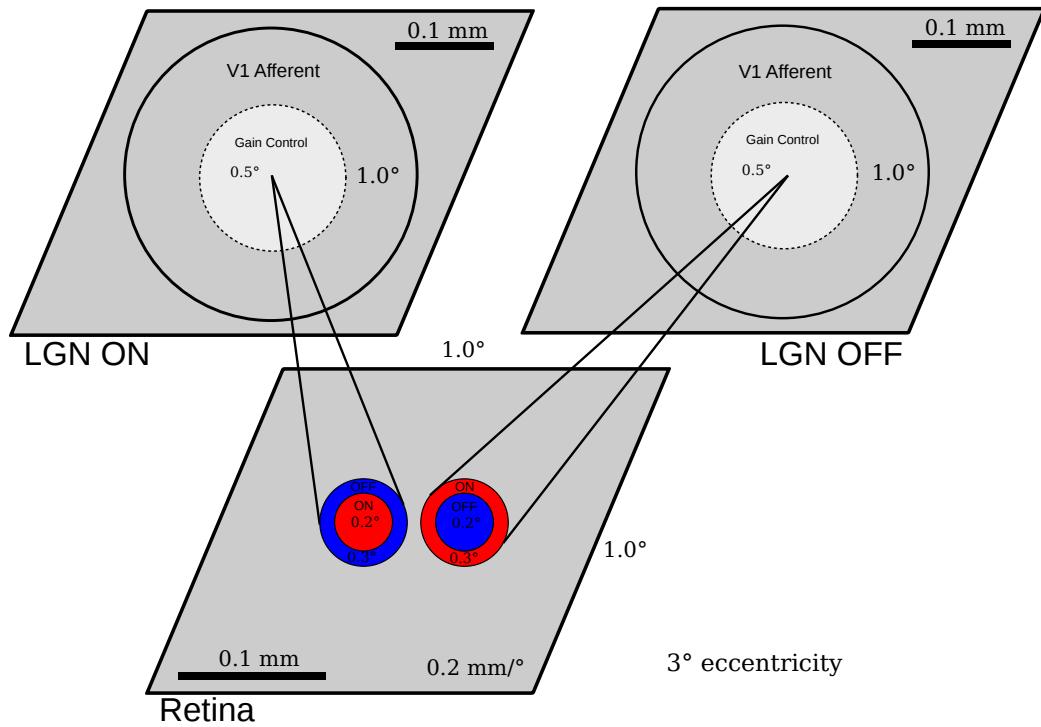 0.1 mm
V1 Afferent
Gain Control
0.5°
1.0°
LGN ON
0.1 mm
V1 Afferent
Gain Control
0.5°
1.0°
LGN OFF
1.0°
OFF
ON
0.2°
0.3°
ON
OFF
0.2°
0.3°
1.0°
0.1 mm
0.2 mm/°
3° eccentricity
Retina